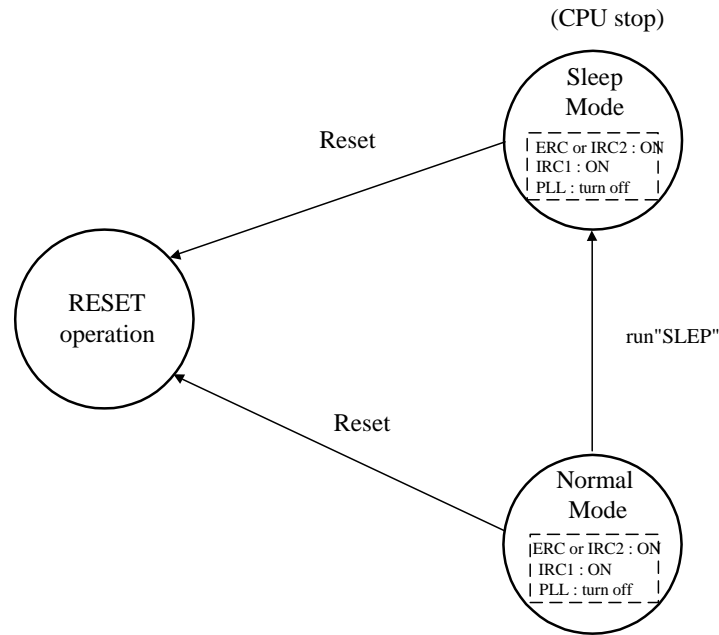 (CPU stop)
Sleep
Mode
ERC or IRC2 : ON
IRC1 : ON
PLL : turn off
Reset
RESET
operation
run"SLEP"
Reset
Normal
Mode
ERC or IRC2 : ON
IRC1 : ON
PLL : turn off